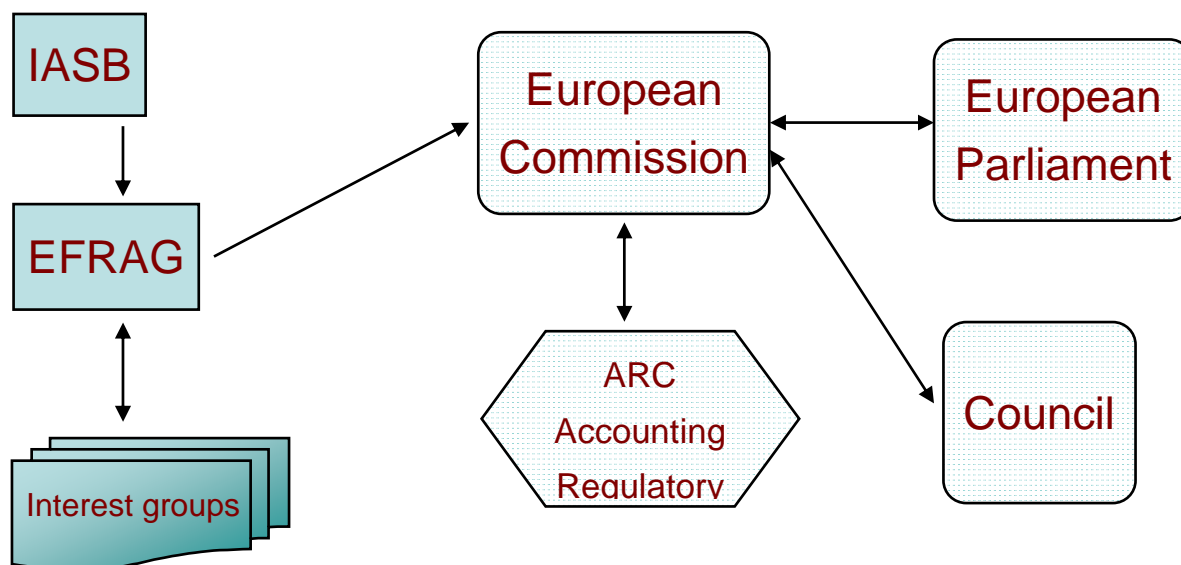 IASB
EFRAG
Interest groups
European
Commission
ARC
Accounting
Regulatory
European
Parliament
Council